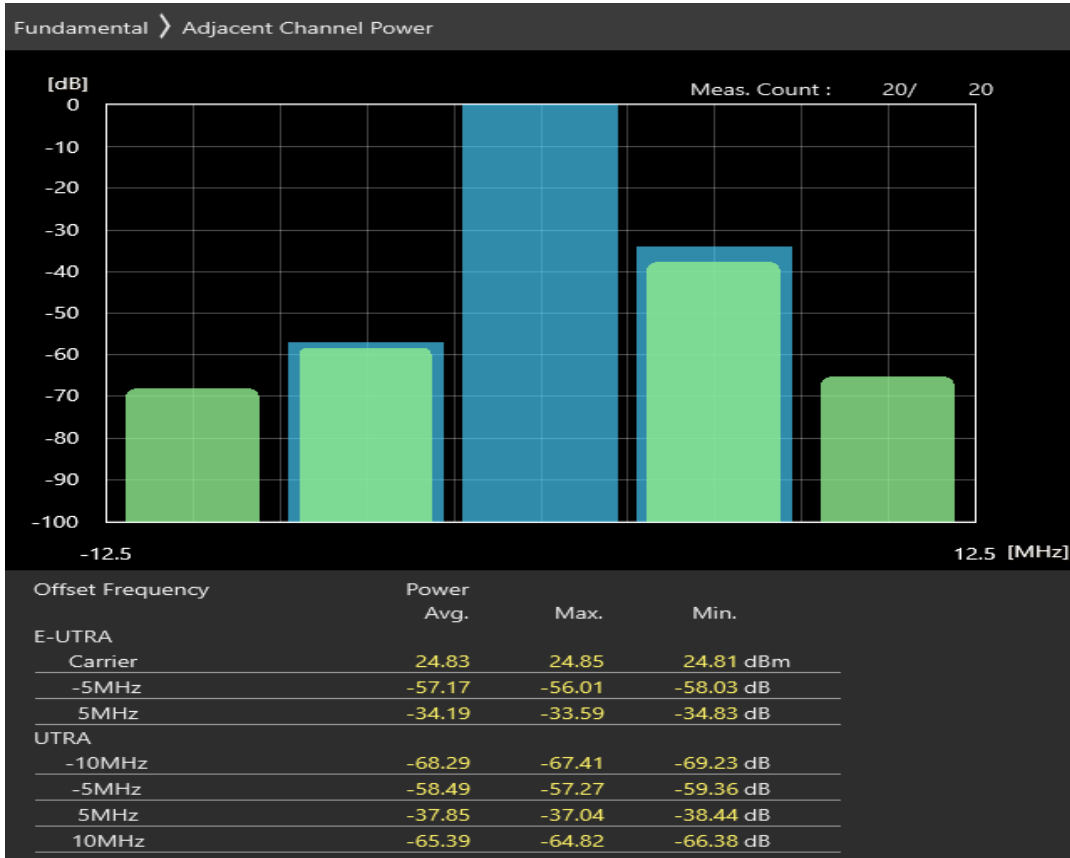 Fundamental 〉 Adjacent Channel Power
[dB]
Meas. Count : 20/ 20
0
-10
-20
-30
-40
-50
-60
-70
-80
-90
-100
-12.5 12.5 [MHz]
Offset Frequency Power
Avg. Max. Min.
E-UTRA
Carrier 24.83 24.85 24.81 dBm
-5MHz -57.17 -56.01 -58.03 dB
5MHz -34.19 -33.59 -34.83 dB
UTRA
-10MHz -68.29 -67.41 -69.23 dB
-5MHz -58.49 -57.27 -59.36 dB
5MHz -37.85 -37.04 -38.44 dB
10MHz -65.39 -64.82 -66.38 dB